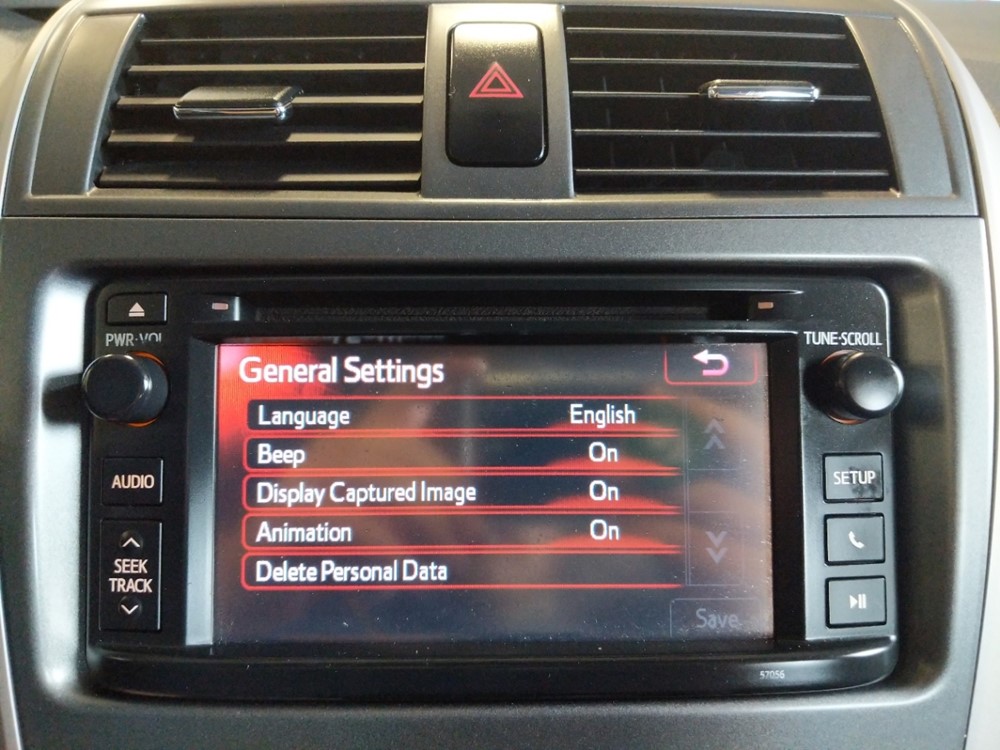 PWR·VOL
TUNE·SCROLL
General Settings
Language English
Beep On
Display Captured Image On
Animation On
Delete Personal Data
Save
AUDIO
SEEK
TRACK
SETUP
57056